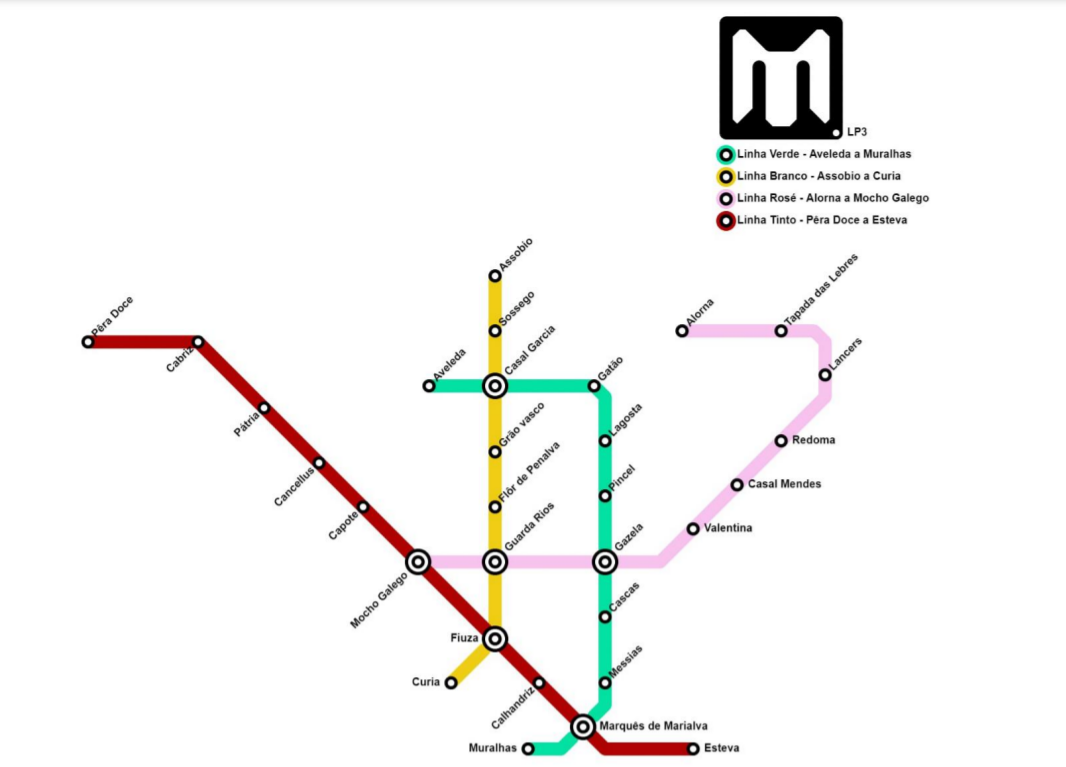 LP3
Linha Verde - Aveleda a Muralhas
Linha Branco - Assobio a Curia
Linha Rosé - Alorna a Mocho Galego
Linha Tinto - Pêra Doce a Esteva
Assobio
Tapada das Lebres
Pêra Doce
Sossego
Alorna
Cabriz
Casal Garcia
Lancers
Aveleda
Gatão
Pátria
Grão vasco
Lagosta
Redoma
Cancellus
Flôr de Penalva
Pincel
Casal Mendes
Capote
Guarda Rios
Gazela
Valentina
Mocho Galego
Cascas
Fiuza
Messias
Curia
Calhandriz
Marquês de Marialva
Muralhas
Esteva